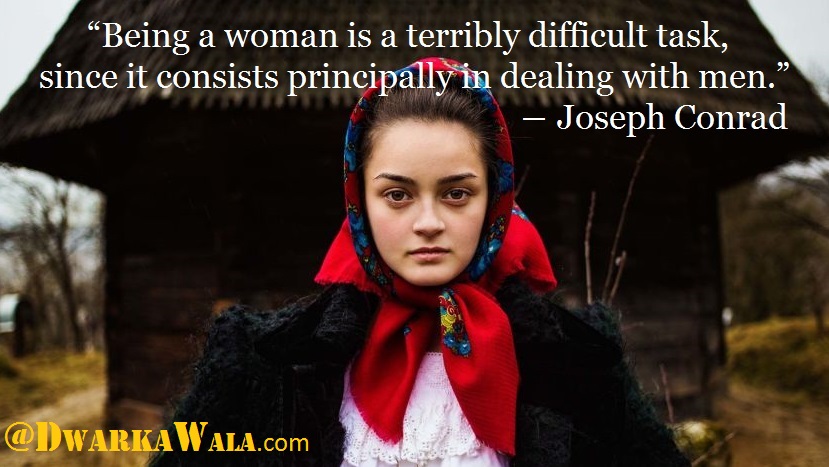 “Being a woman is a terribly difficult task,
since it consists principally in dealing with men.”
― Joseph Conrad
@DwarkaWala.com